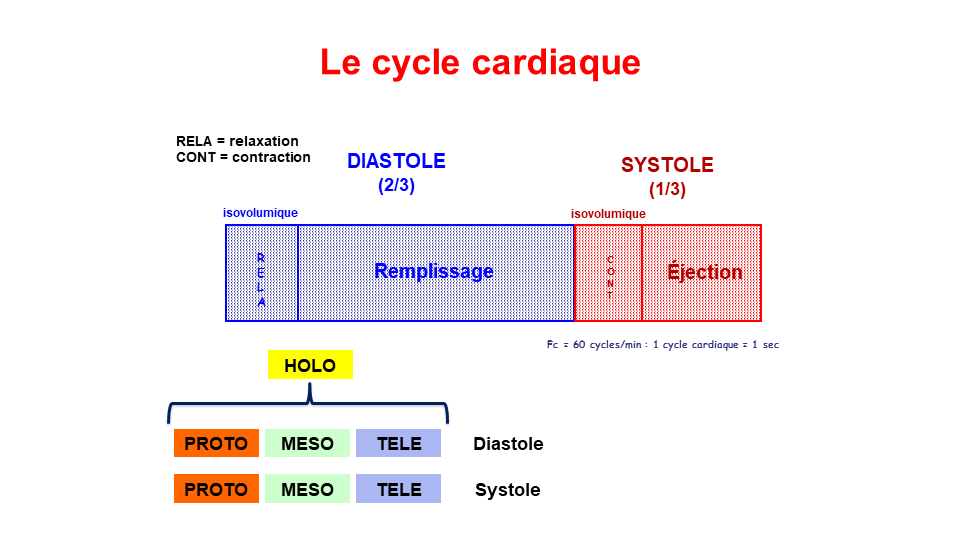 Le cycle cardiaque
RELA = relaxation
CONT = contraction
DIASTOLE
(2/3)
SYSTOLE
(1/3)
isovolumique
isovolumique
RELA
Remplissage
CONT
Éjection
Fc = 60 cycles/min : 1 cycle cardiaque = 1 sec
HOLO
PROTO MESO TELE Diastole
PROTO MESO TELE Systole